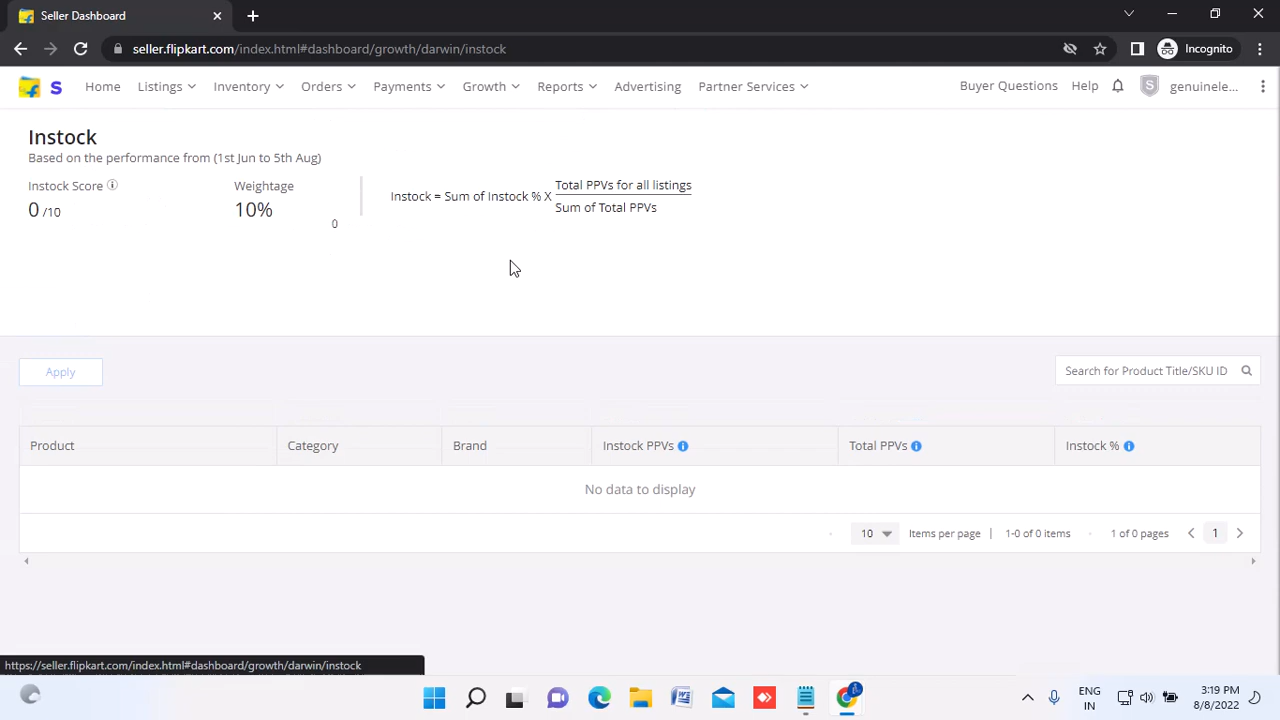 Seller Dashboard
seller.flipkart.com/index.html#dashboard/growth/darwin/instock
Incognito
S Home Listings Inventory Orders Payments Growth Reports Advertising Partner Services Buyer Questions Help S genuinele...
Instock
Based on the performance from (1st Jun to 5th Aug)
Instock Score
0 /10
Weightage
10%
0
Instock = Sum of Instock % X Total PPVs for all listings
Sum of Total PPVs
Apply
Search for Product Title/SKU ID
Product Category Brand Instock PPVs Total PPVs Instock %
No data to display
10 Items per page 1-0 of 0 items 1 of 0 pages 1
https://seller.flipkart.com/index.html#dashboard/growth/darwin/instock
ENG
IN
3:19 PM
8/8/2022